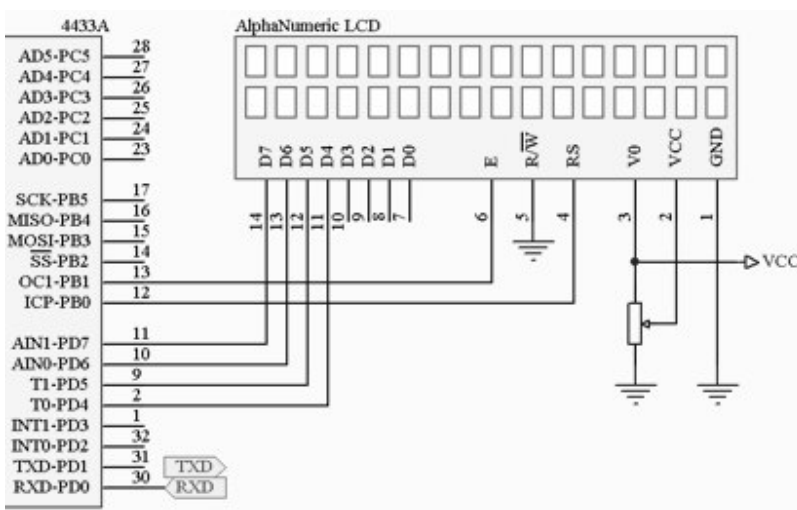 4433A
AlphaNumeric LCD
AD5-PC5 28
AD4-PC4 27
AD3-PC3 26
AD2-PC2 25
AD1-PC1 24
AD0-PC0 23
SCK-PB5 17
MISO-PB4 16
MOSI-PB3 15
SS-PB2 14
OC1-PB1 13
ICP-PB0 12
AIN1-PD7 11
AIN0-PD6 10
T1-PD5 9
T0-PD4 2
INT1-PD3 1
INT0-PD2 32
TXD-PD1 31 TXD
RXD-PD0 30 RXD
D7 D6 D5 D4 D3 D2 D1 D0 E R/W RS V0 VCC GND
14 13 12 11 10 9 8 7 6 5 4 3 2 1
VCC